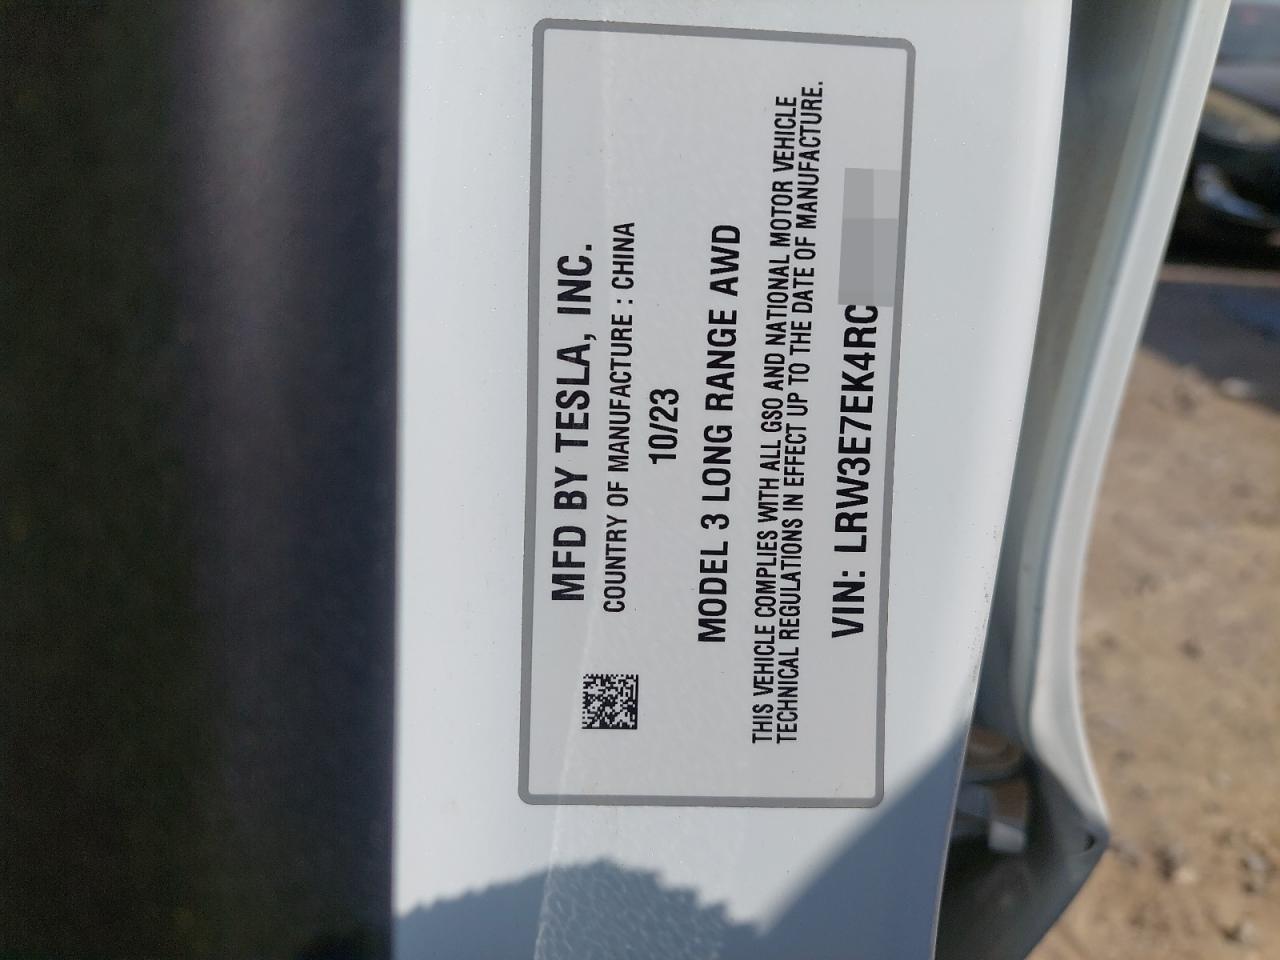 MFD BY TESLA, INC.
COUNTRY OF MANUFACTURE : CHINA
10/23
MODEL 3 LONG RANGE AWD
THIS VEHICLE COMPLIES WITH ALL GSO AND NATIONAL MOTOR VEHICLE
TECHNICAL REGULATIONS IN EFFECT UP TO THE DATE OF MANUFACTURE.
VIN: LRW3E7EK4RC